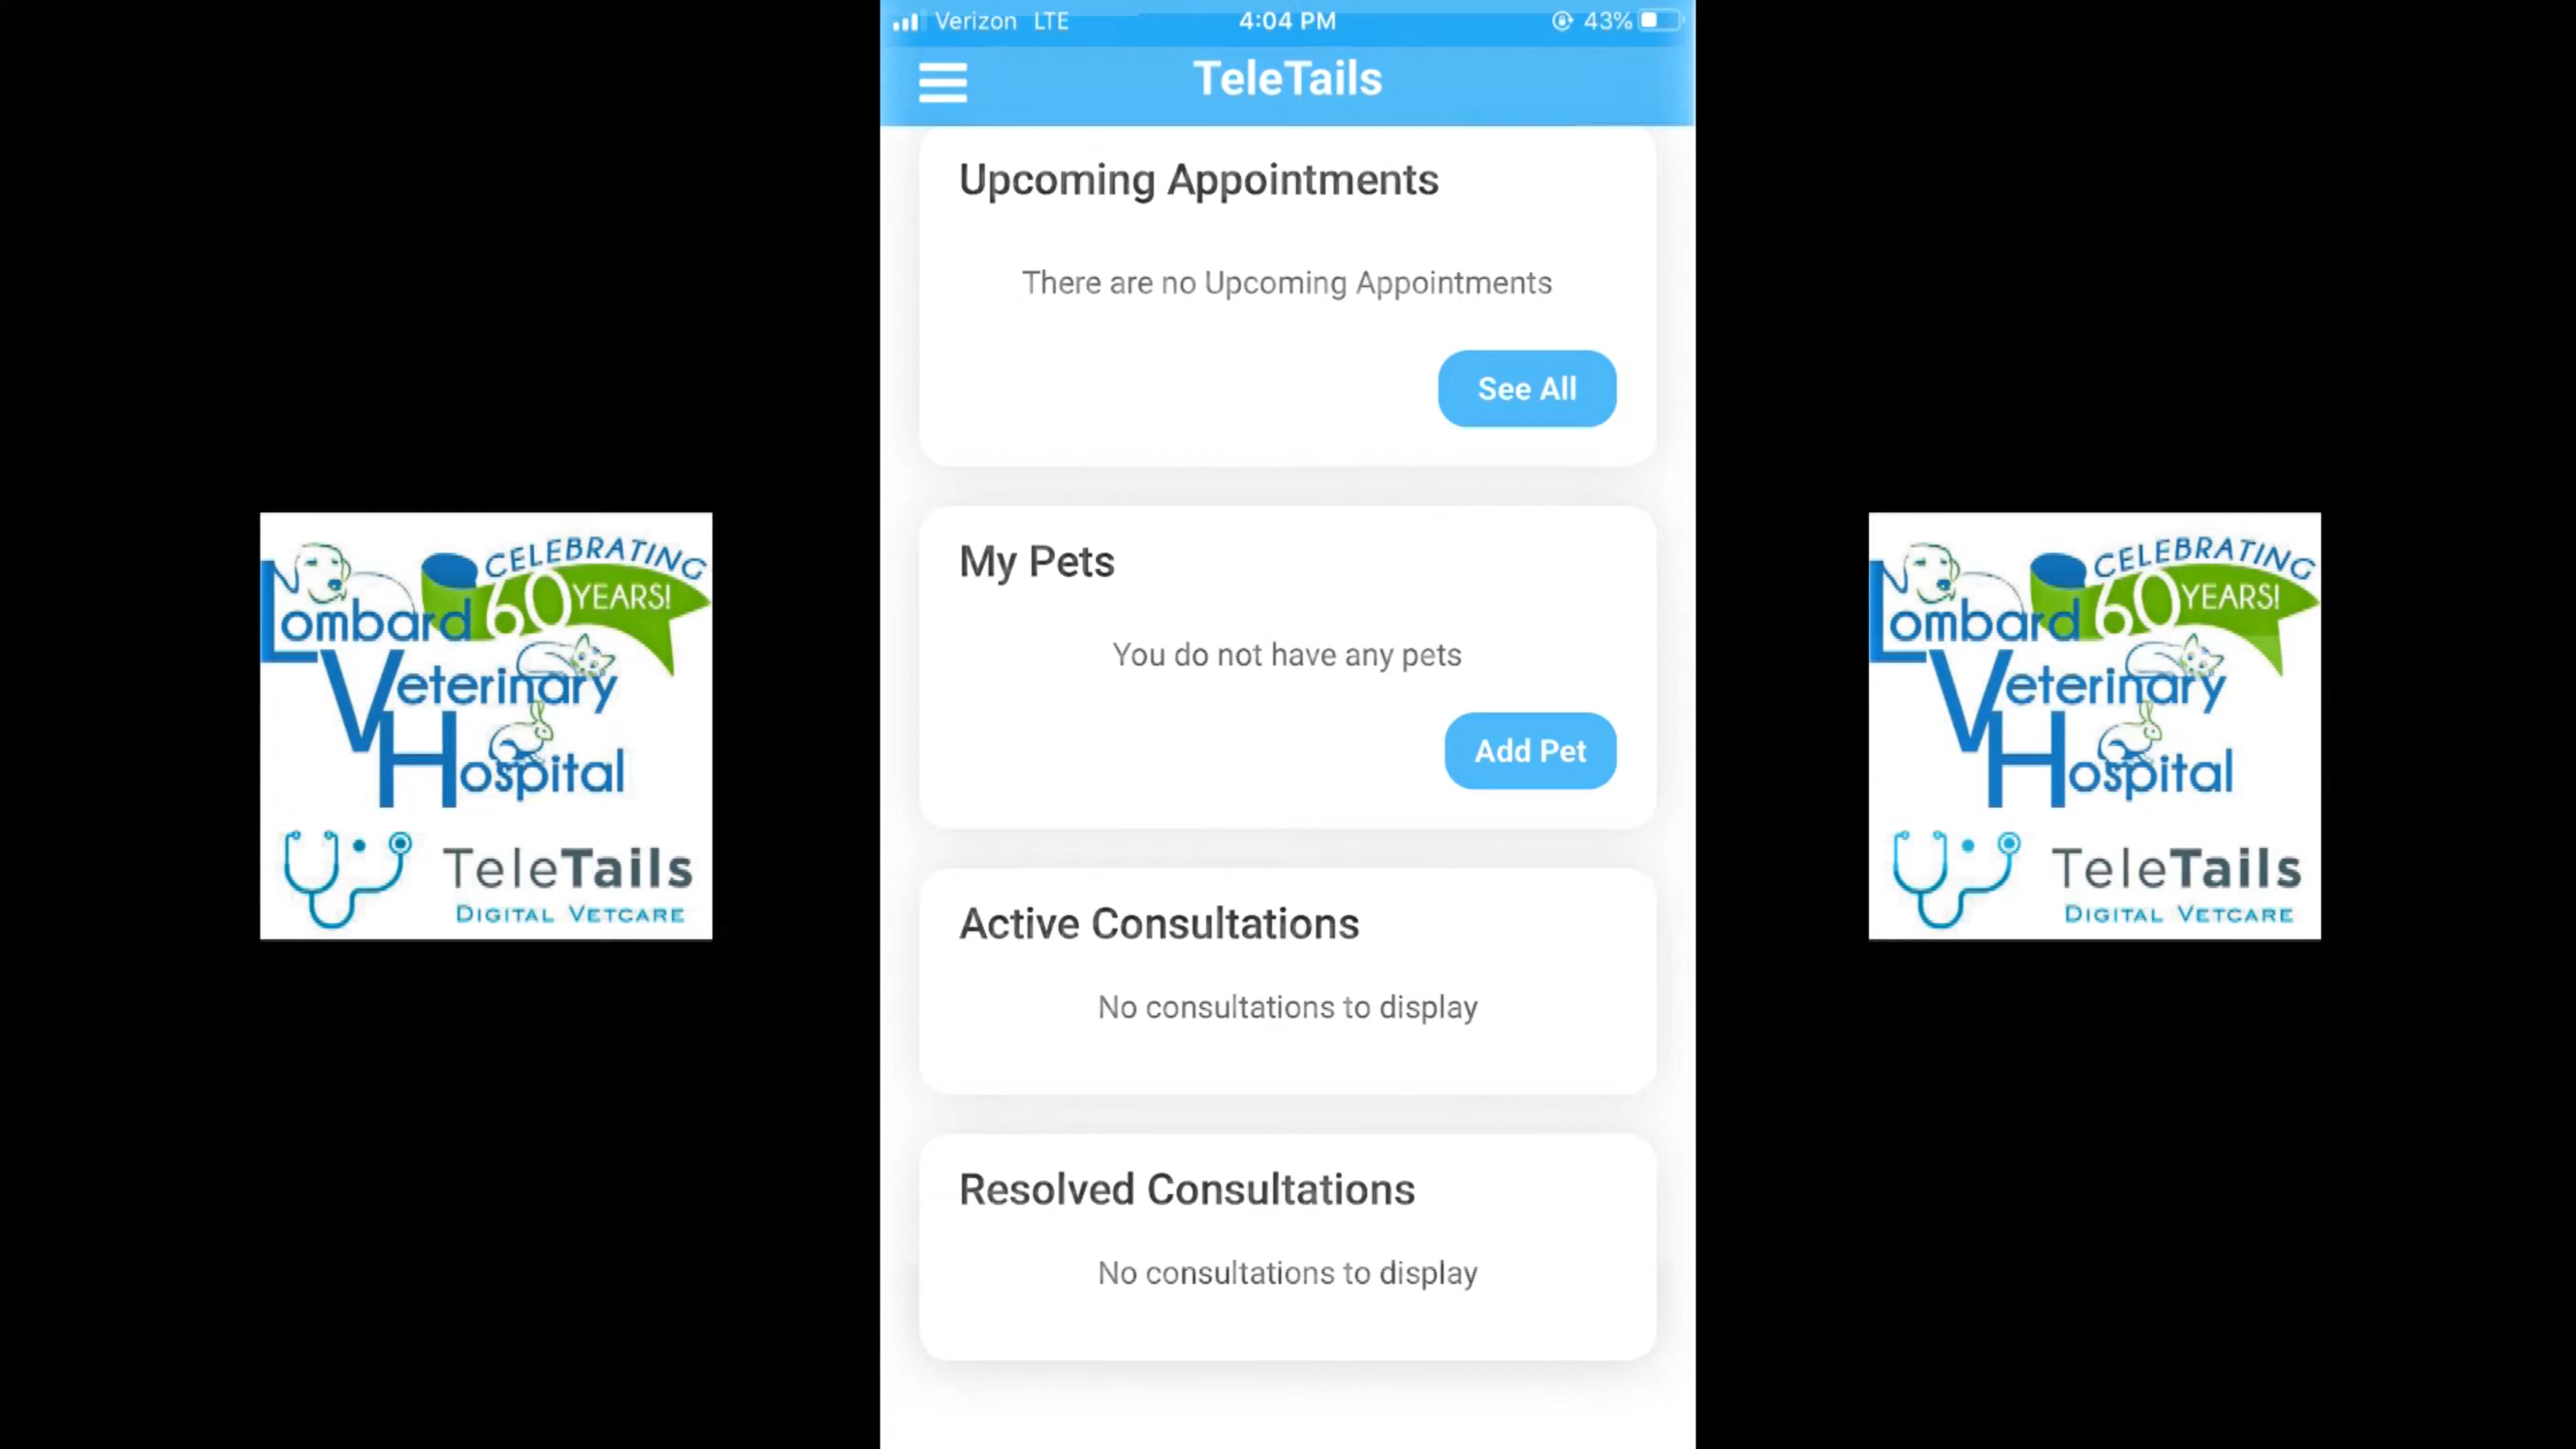 Verizon LTE 4:04 PM 43%
TeleTails
Upcoming Appointments
There are no Upcoming Appointments
See All
My Pets
You do not have any pets
Add Pet
Active Consultations
No consultations to display
Resolved Consultations
No consultations to display
CELEBRATING
60 YEARS!
Lombard
Veterinary
Hospital
TeleTails
DIGITAL VETCARE
CELEBRATING
60 YEARS!
Lombard
Veterinary
Hospital
TeleTails
DIGITAL VETCARE